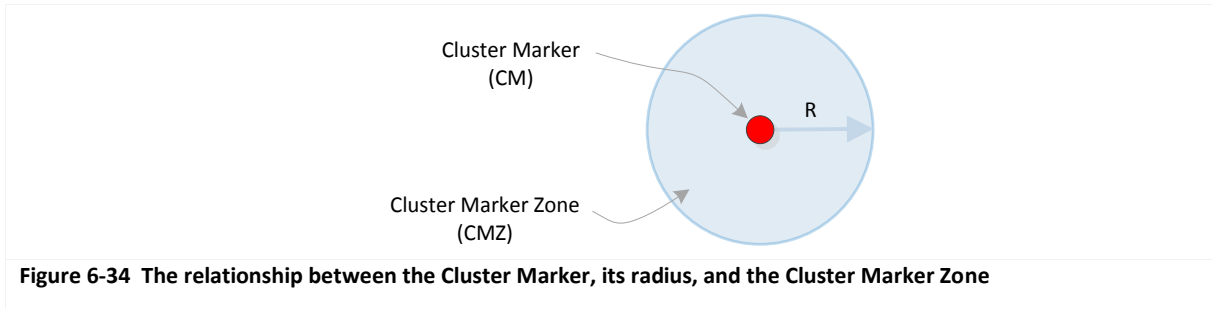 Cluster Marker
(CM)
R
Cluster Marker Zone
(CMZ)
Figure 6-34 The relationship between the Cluster Marker, its radius, and the Cluster Marker Zone